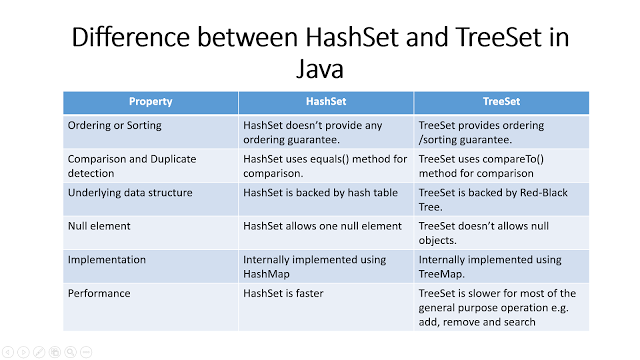 Difference between HashSet and TreeSet in
Java
Property HashSet TreeSet
Ordering or Sorting HashSet doesn't provide any TreeSet provides ordering
ordering guarantee. /sorting guarantee.
Comparison and Duplicate HashSet uses equals() method for TreeSet uses compareTo()
detection comparison. method for comparison
Underlying data structure HashSet is backed by hash table TreeSet is backed by Red-Black
Tree.
Null element HashSet allows one null element TreeSet doesn't allows null
objects.
Implementation Internally implemented using Internally implemented using
HashMap TreeMap.
Performance HashSet is faster TreeSet is slower for most of the
general purpose operation e.g.
add, remove and search